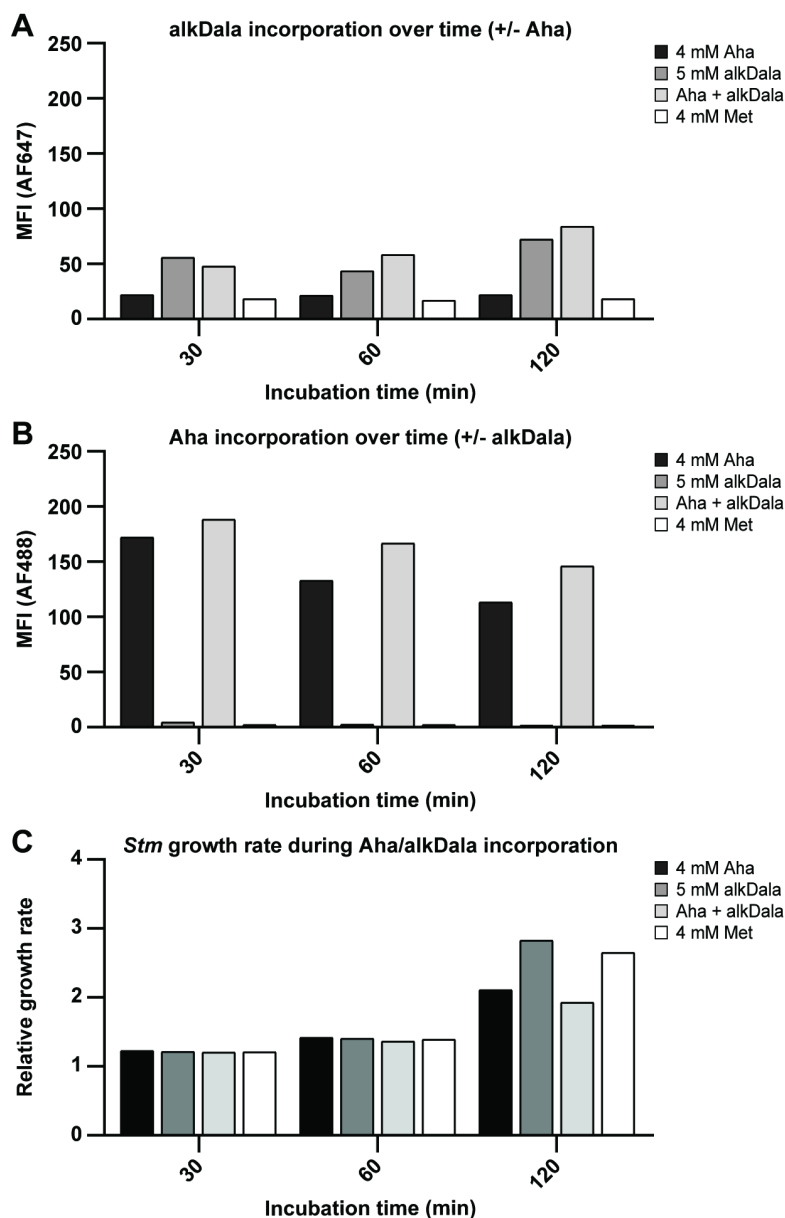 A
alkDala incorporation over time (+/- Aha)
250
200
150
100
50
0
MFI (AF647)
30
60
120
Incubation time (min)
4 mM Aha
5 mM alkDala
Aha + alkDala
4 mM Met
B
Aha incorporation over time (+/- alkDala)
250
200
150
100
50
0
MFI (AF488)
30
60
120
Incubation time (min)
4 mM Aha
5 mM alkDala
Aha + alkDala
4 mM Met
C
Stm growth rate during Aha/alkDala incorporation
4
3
2
1
0
Relative growth rate
30
60
120
Incubation time (min)
4 mM Aha
5 mM alkDala
Aha + alkDala
4 mM Met